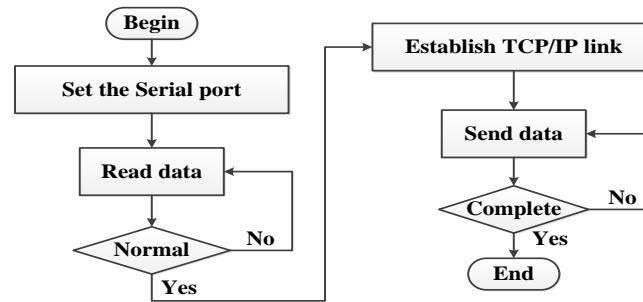 Begin
Set the Serial port
Read data
Normal
No
Yes
Establish TCP/IP link
Send data
Complete
No
Yes
End